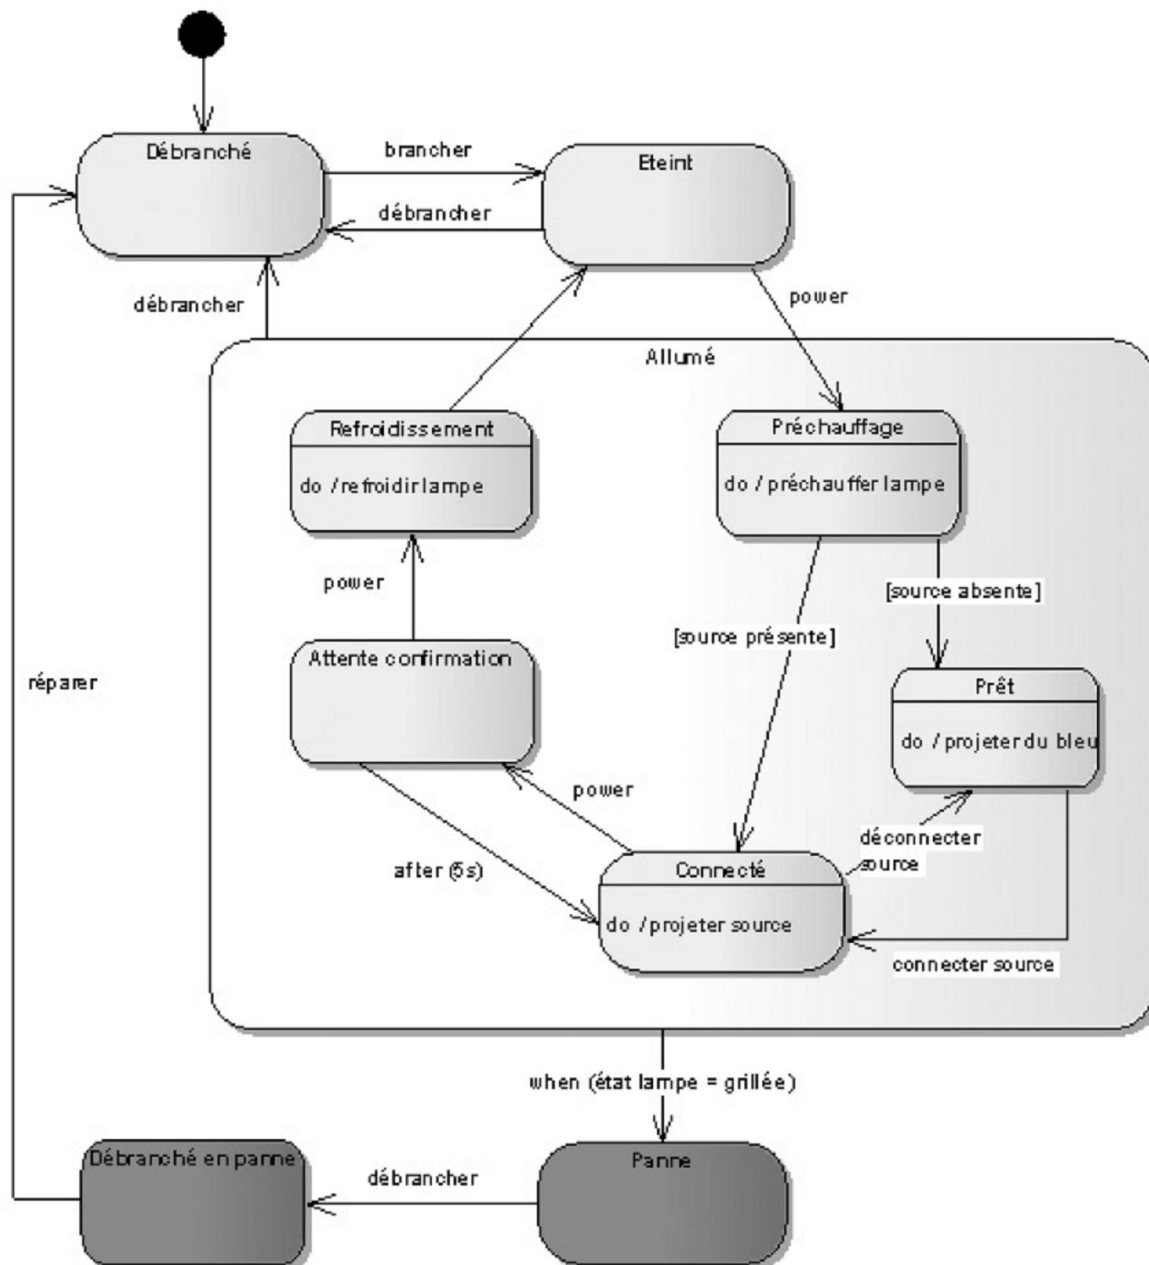 Débranché
brancher
Eteint
débrancher
débrancher
power
Allumé
Refroidissement
do / refroidir lampe
Préchauffage
do / préchauffer lampe
power
[source absente]
[source présente]
Attente confirmation
réparer
Prêt
do / projeter du bleu
power
déconnecter
source
after (5s)
Connecté
do / projeter source
connecter source
when (état lampe = grillée)
Débranché en panne
débrancher
Panne